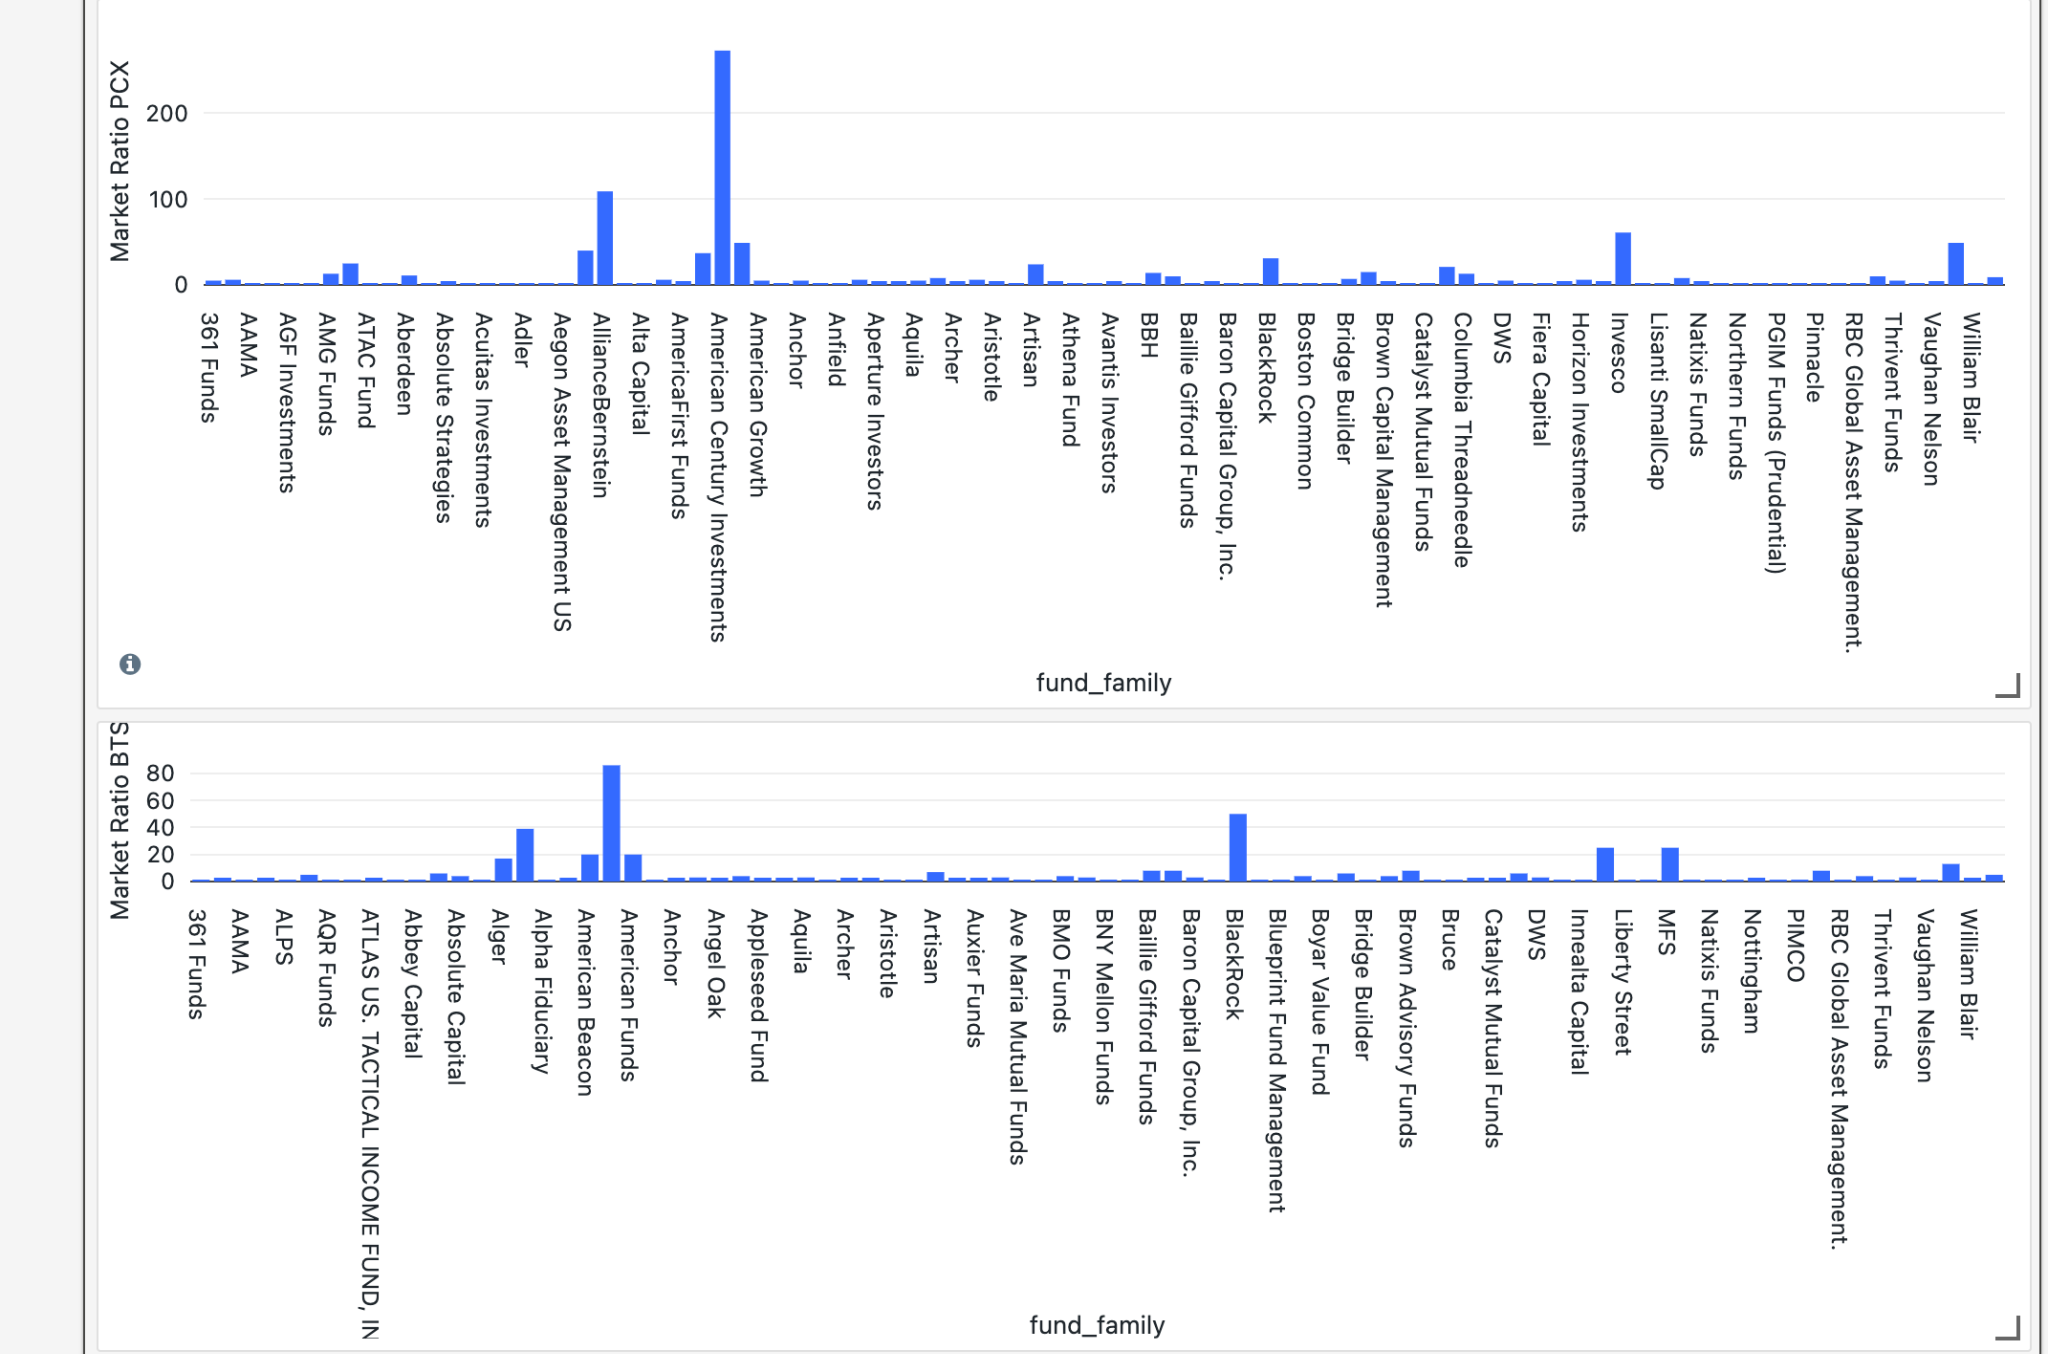 Market Ratio PCX
200
100
0
361 Funds
AAMA
AGF Investments
AMG Funds
ATAC Fund
Aberdeen
Absolute Strategies
Acuitas Investments
Adler
Aegon Asset Management US
AllianceBernstein
Alta Capital
AmericaFirst Funds
American Century Investments
American Growth
Anchor
Anfield
Aperture Investors
Aquila
Archer
Aristotle
Artisan
Athena Fund
Avantis Investors
BBH
Baillie Gifford Funds
Baron Capital Group, Inc.
BlackRock
Boston Common
Bridge Builder
Brown Capital Management
Catalyst Mutual Funds
Columbia Threadneedle
DWS
Fiera Capital
Horizon Investments
Invesco
Lisanti SmallCap
Natixis Funds
Northern Funds
PGIM Funds (Prudential)
Pinnacle
RBC Global Asset Management.
Thrivent Funds
Vaughan Nelson
William Blair
fund_family
Market Ratio BTS
80
60
40
20
0
361 Funds
AAMA
ALPS
AQR Funds
ATLAS US. TACTICAL INCOME FUND, IN
Abbey Capital
Absolute Capital
Alger
Alpha Fiduciary
American Beacon
American Funds
Anchor
Angel Oak
Appleseed Fund
Aquila
Archer
Aristotle
Artisan
Auxier Funds
Ave Maria Mutual Funds
BMO Funds
BNY Mellon Funds
Baillie Gifford Funds
Baron Capital Group, Inc.
BlackRock
Blueprint Fund Management
Boyar Value Fund
Bridge Builder
Brown Advisory Funds
Bruce
Catalyst Mutual Funds
DWS
Innealta Capital
Liberty Street
MFS
Natixis Funds
Nottingham
PIMCO
RBC Global Asset Management.
Thrivent Funds
Vaughan Nelson
William Blair
fund_family